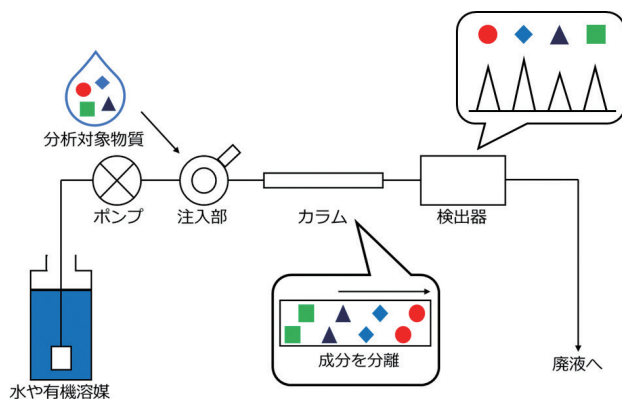 分析対象物質
ポンプ
注入部
カラム
検出器
成分を分離
水や有機溶媒
廃液へ